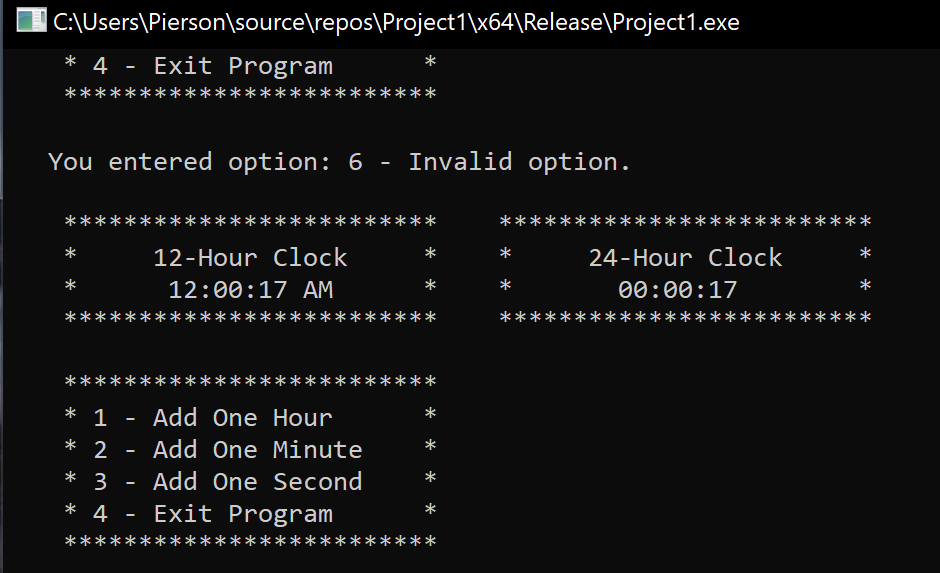 C:\Users\Pierson\source\repos\Project1\x64\Release\Project1.exe
* 4 - Exit Program      *
*************************
You entered option: 6 - Invalid option.
*************************    *************************
*     12-Hour Clock     *    *     24-Hour Clock     *
*      12:00:17 AM      *    *       00:00:17        *
*************************    *************************
*************************
* 1 - Add One Hour      *
* 2 - Add One Minute    *
* 3 - Add One Second    *
* 4 - Exit Program      *
*************************